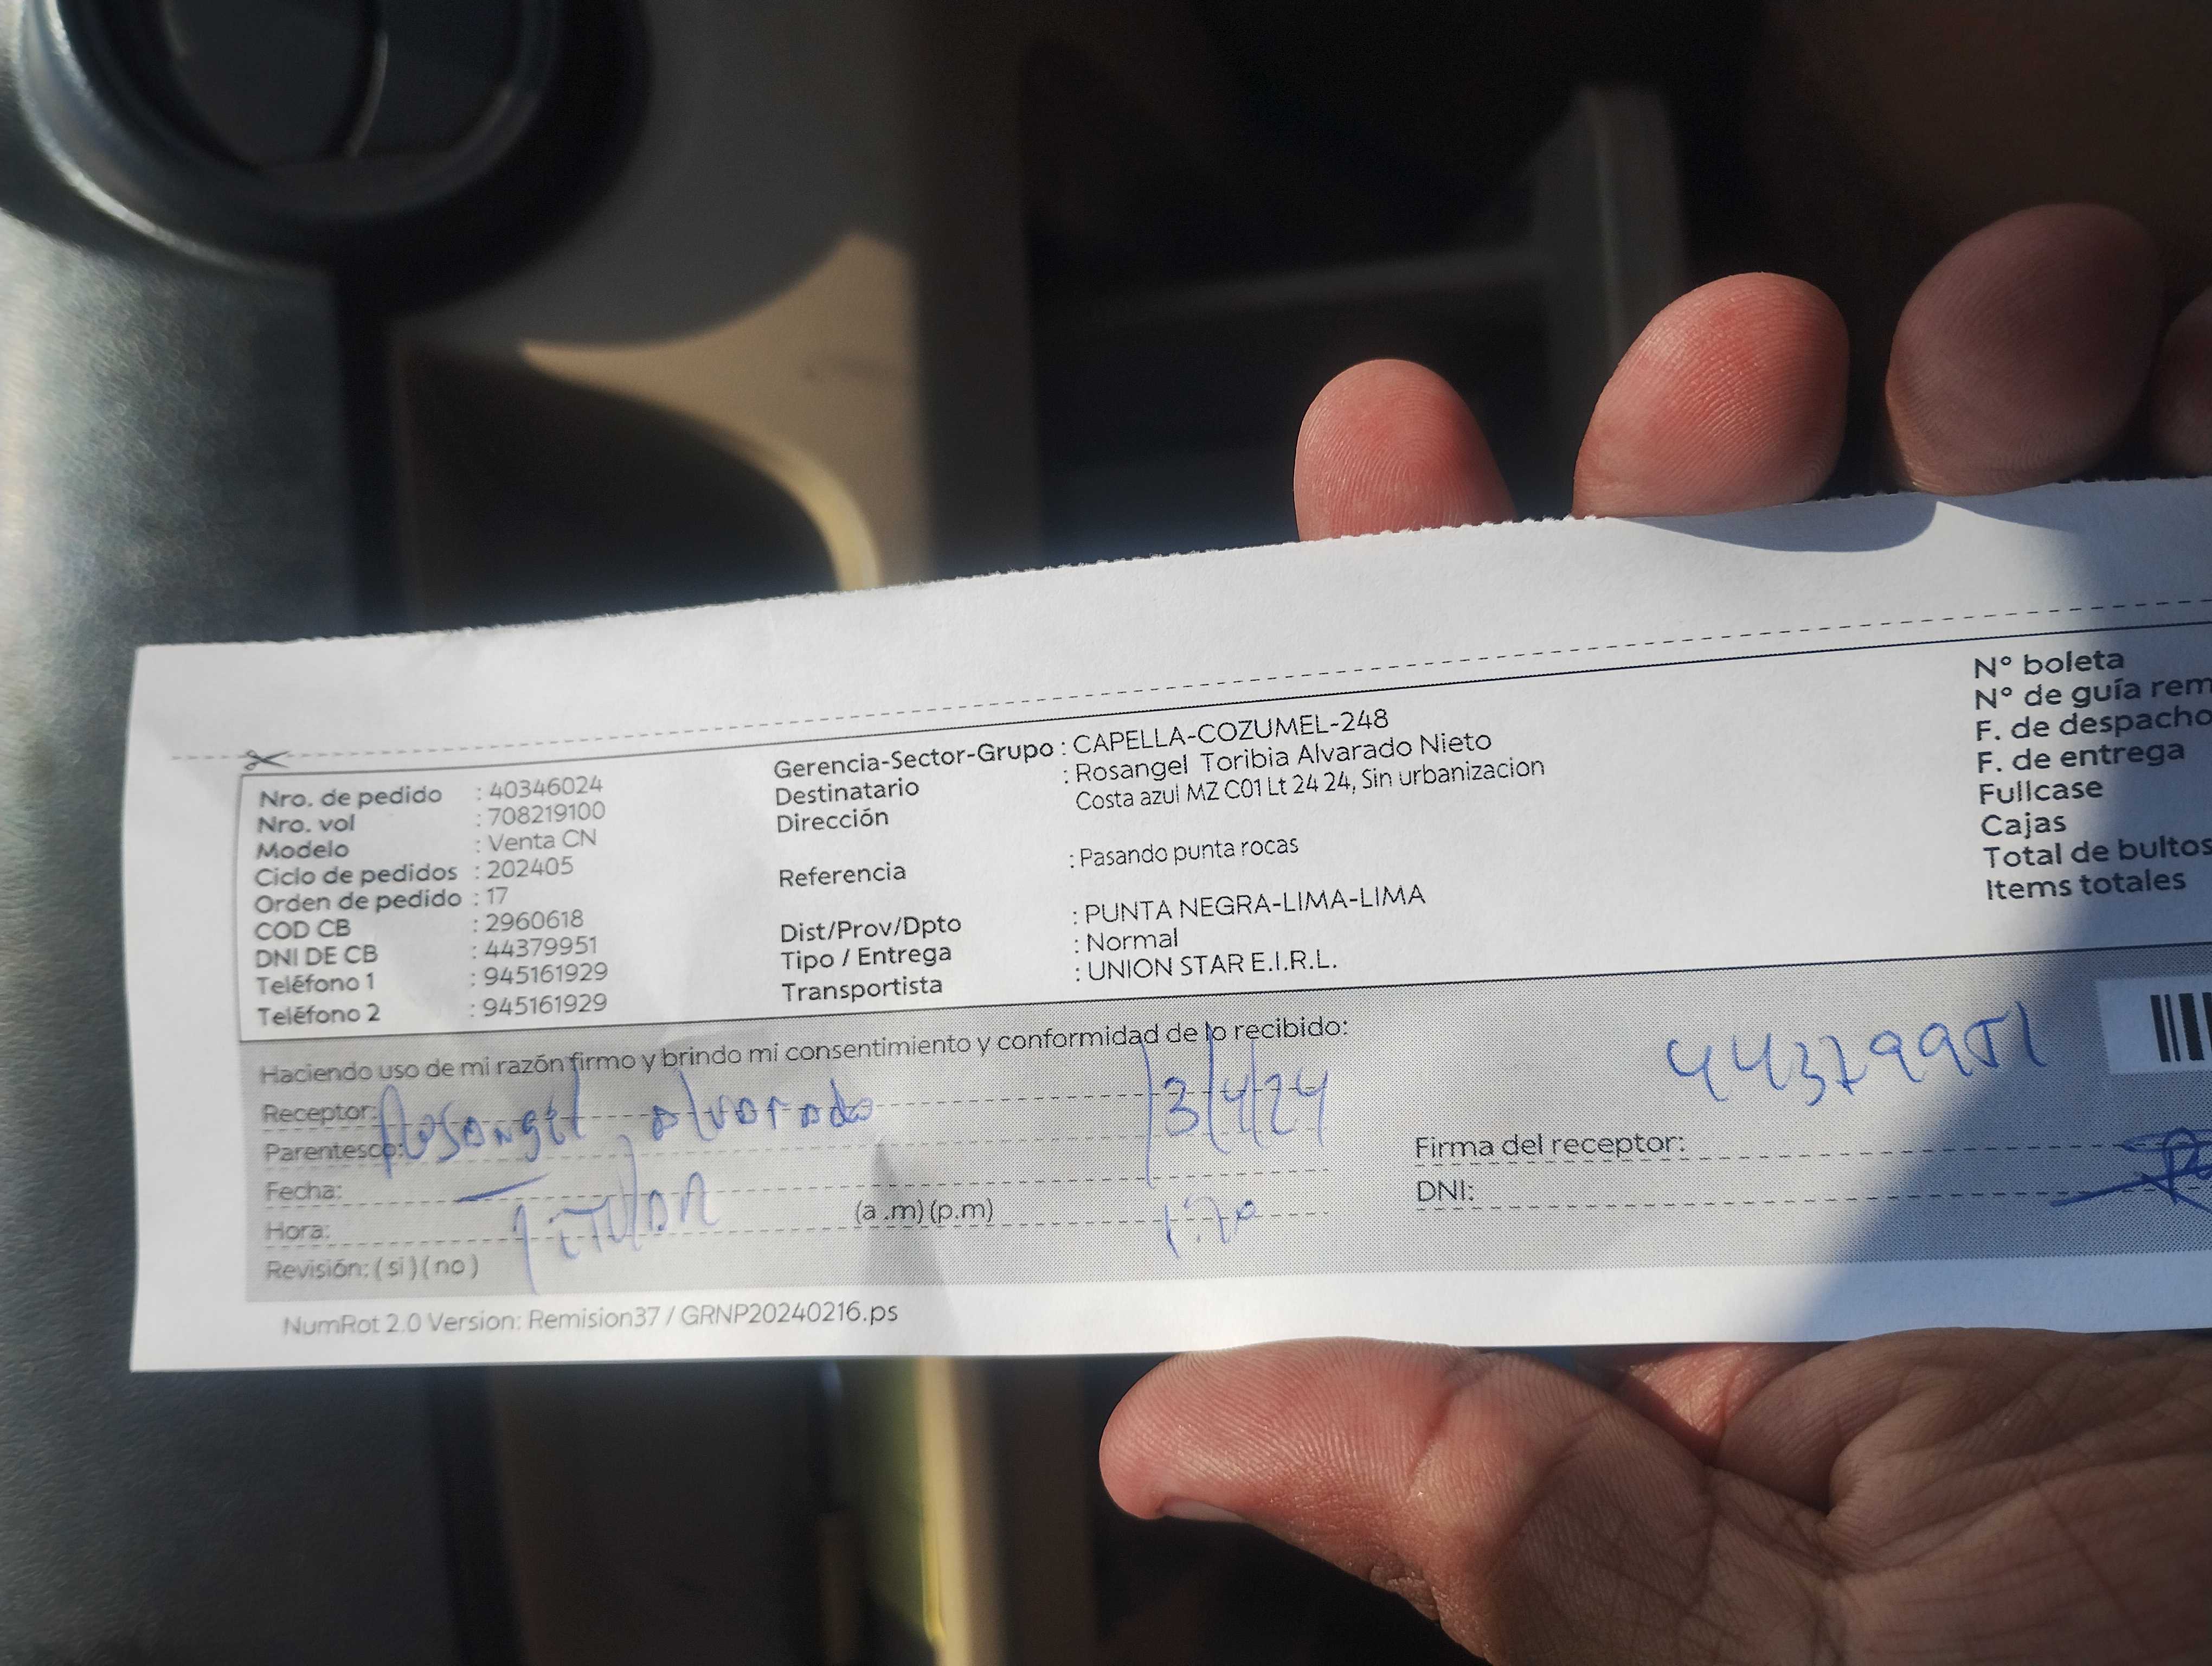 Nro. de pedido : 40346024
Nro. vol : 708219100
Modelo : Venta CN
Ciclo de pedidos : 202405
Orden de pedido : 17
COD CB : 2960618
DNI DE CB : 44379951
Teléfono 1 : 945161929
Teléfono 2 : 945161929
Gerencia-Sector-Grupo : CAPELLA-COZUMEL-248
Destinatario : Rosangel Toribia Alvarado Nieto
Dirección Costa azul MZ C01 Lt 24 24, Sin urbanizacion
Referencia : Pasando punta rocas
Dist/Prov/Dpto : PUNTA NEGRA-LIMA-LIMA
Tipo / Entrega : Normal
Transportista : UNION STAR E.I.R.L.
N° boleta
N° de guía rem
F. de despacho
F. de entrega
Fullcase
Cajas
Total de bultos
Items totales
Haciendo uso de mi razón firmo y brindo mi consentimiento y conformidad de lo recibido:
44379951
Receptor: Rosangel alvarado 13/4/24
Parentesco:
Firma del receptor:
Fecha: titular
DNI:
Hora: (a .m) (p.m)
Revisión: ( si ) ( no )
NumRot 2.0 Version: Remision37 / GRNP20240216.ps